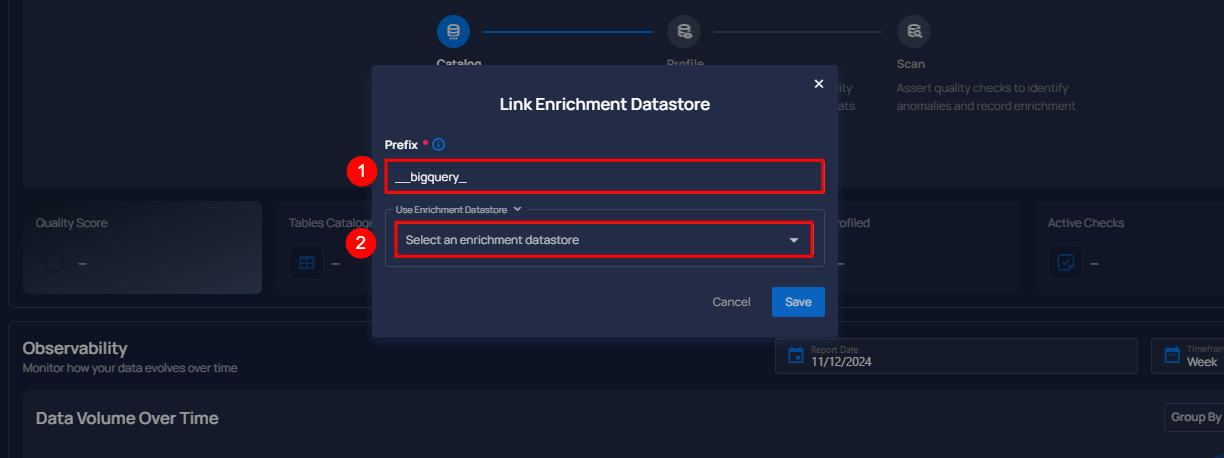 Catalog
Profile
Scan
ity
Assert quality checks to identify
ats
anomalies and record enrichment
Link Enrichment Datastore
Prefix •
1
__bigquery_
Use Enrichment Datastore
2
Select an enrichment datastore
Cancel
Save
Quality Score
–
Tables Cataloge
–
ofiled
–
Active Checks
–
Observability
Monitor how your data evolves over time
Report Date
11/12/2024
Timefram
Week
Data Volume Over Time
Group By